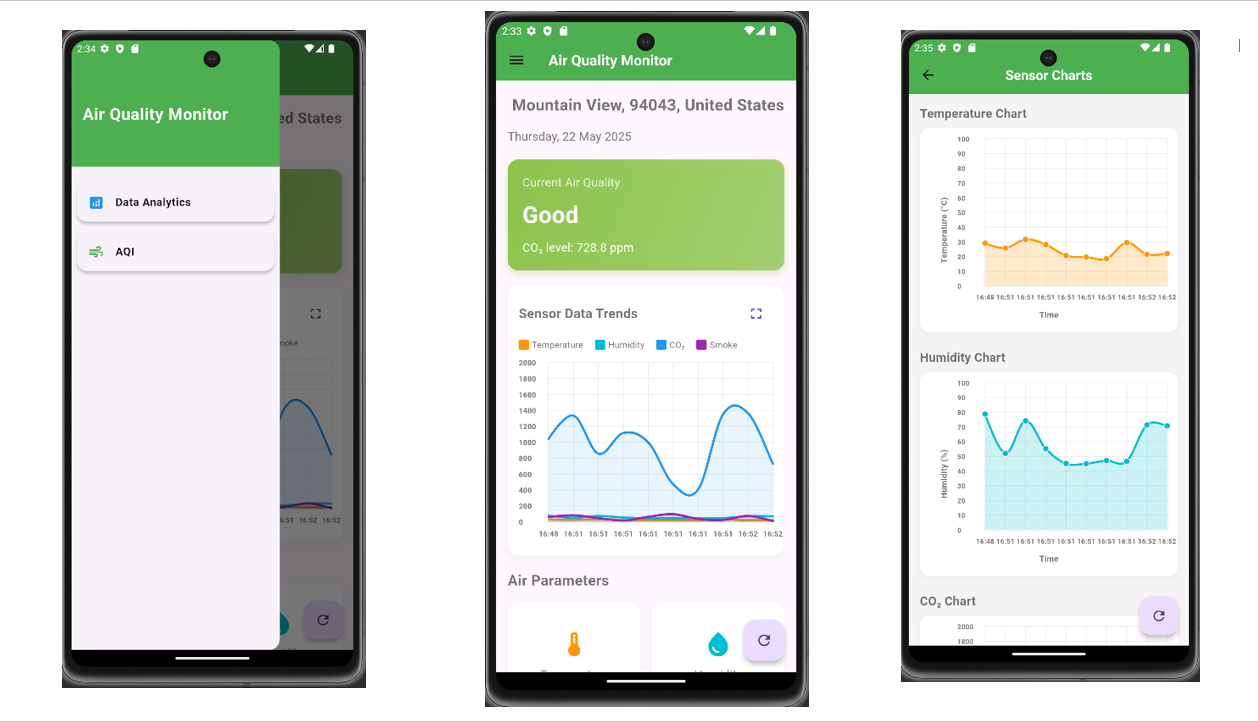 2:34
Air Quality Monitor
ed States
Data Analytics
AQI
moke
16:51 16:52 16:52
2:33
Air Quality Monitor
Mountain View, 94043, United States
Thursday, 22 May 2025
Current Air Quality
Good
CO₂ level: 728.8 ppm
Sensor Data Trends
Temperature Humidity CO₂ Smoke
2000
1800
1600
1400
1200
1000
800
600
400
200
0
16:48 16:51 16:51 16:51 16:51 16:51 16:51 16:51 16:52 16:52
Air Parameters
2:35
Sensor Charts
Temperature Chart
100
90
80
70
60
50
40
30
20
10
0
Temperature (°C)
16:48 16:51 16:51 16:51 16:51 16:51 16:51 16:51 16:52 16:52
Time
Humidity Chart
100
90
80
70
60
50
40
30
20
10
0
Humidity (%)
16:48 16:51 16:51 16:51 16:51 16:51 16:51 16:51 16:52 16:52
Time
CO₂ Chart
2000
1800